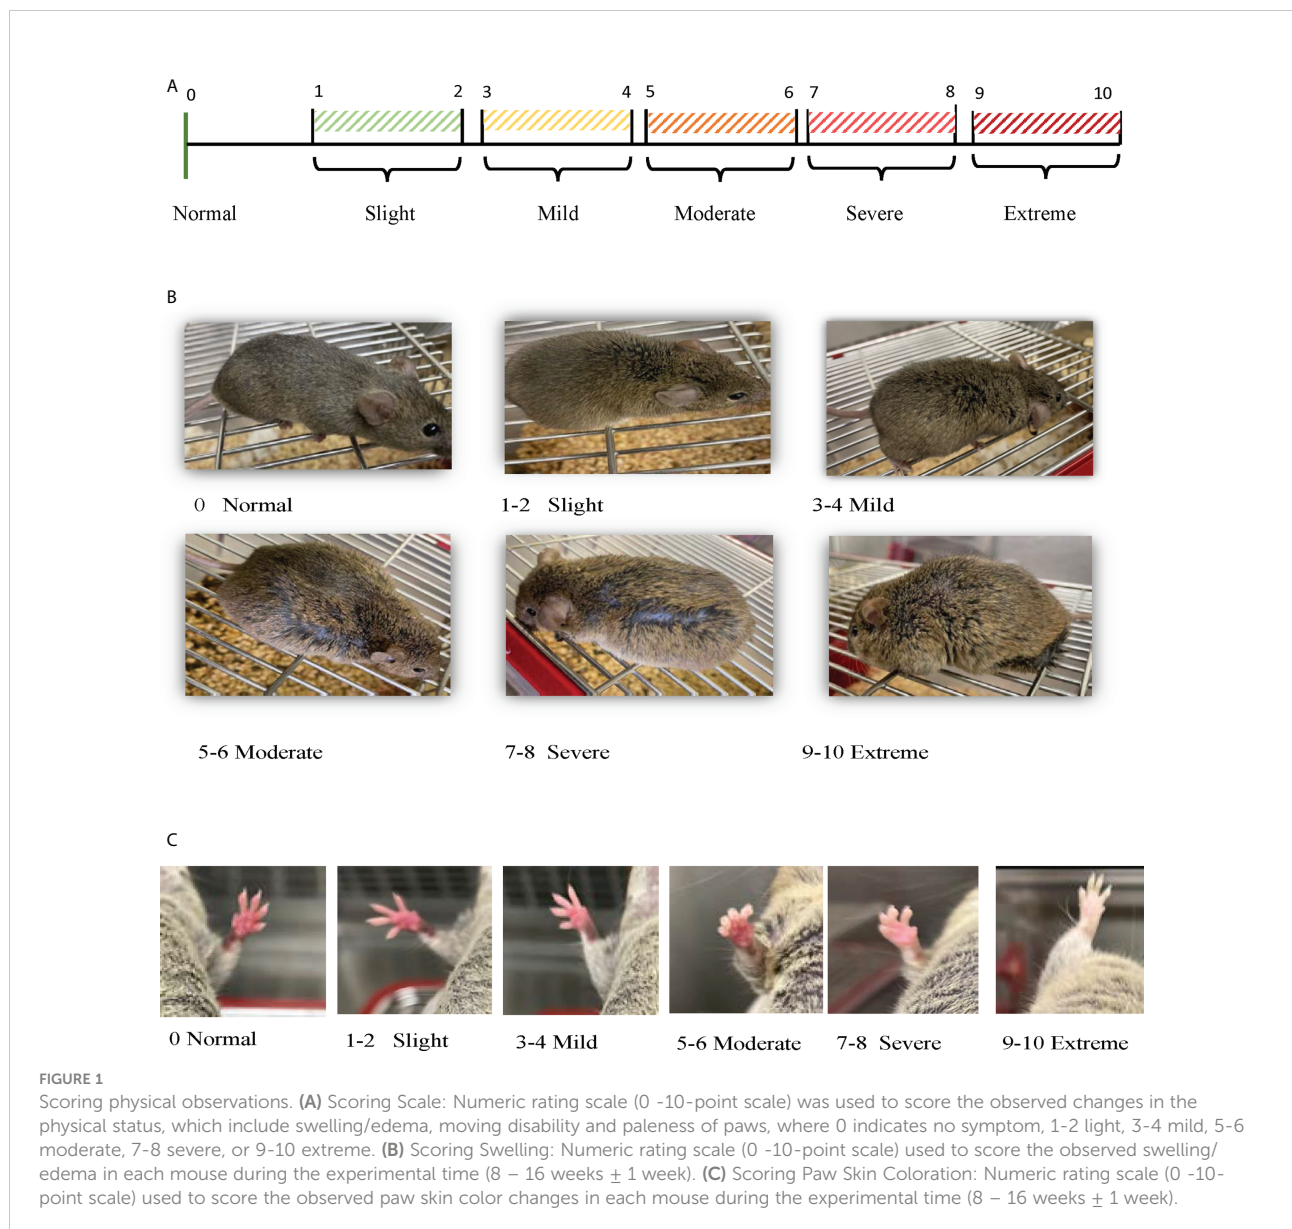 A
0 1 2 3 4 5 6 7 8 9 10
Normal Slight Mild Moderate Severe Extreme
B
0 Normal 1-2 Slight 3-4 Mild
5-6 Moderate 7-8 Severe 9-10 Extreme
C
0 Normal 1-2 Slight 3-4 Mild 5-6 Moderate 7-8 Severe 9-10 Extreme
FIGURE 1
Scoring physical observations. (A) Scoring Scale: Numeric rating scale (0 -10-point scale) was used to score the observed changes in the
physical status, which include swelling/edema, moving disability and paleness of paws, where 0 indicates no symptom, 1-2 light, 3-4 mild, 5-6
moderate, 7-8 severe, or 9-10 extreme. (B) Scoring Swelling: Numeric rating scale (0 -10-point scale) used to score the observed swelling/
edema in each mouse during the experimental time (8 – 16 weeks ± 1 week). (C) Scoring Paw Skin Coloration: Numeric rating scale (0 -10-
point scale) used to score the observed paw skin color changes in each mouse during the experimental time (8 – 16 weeks ± 1 week).